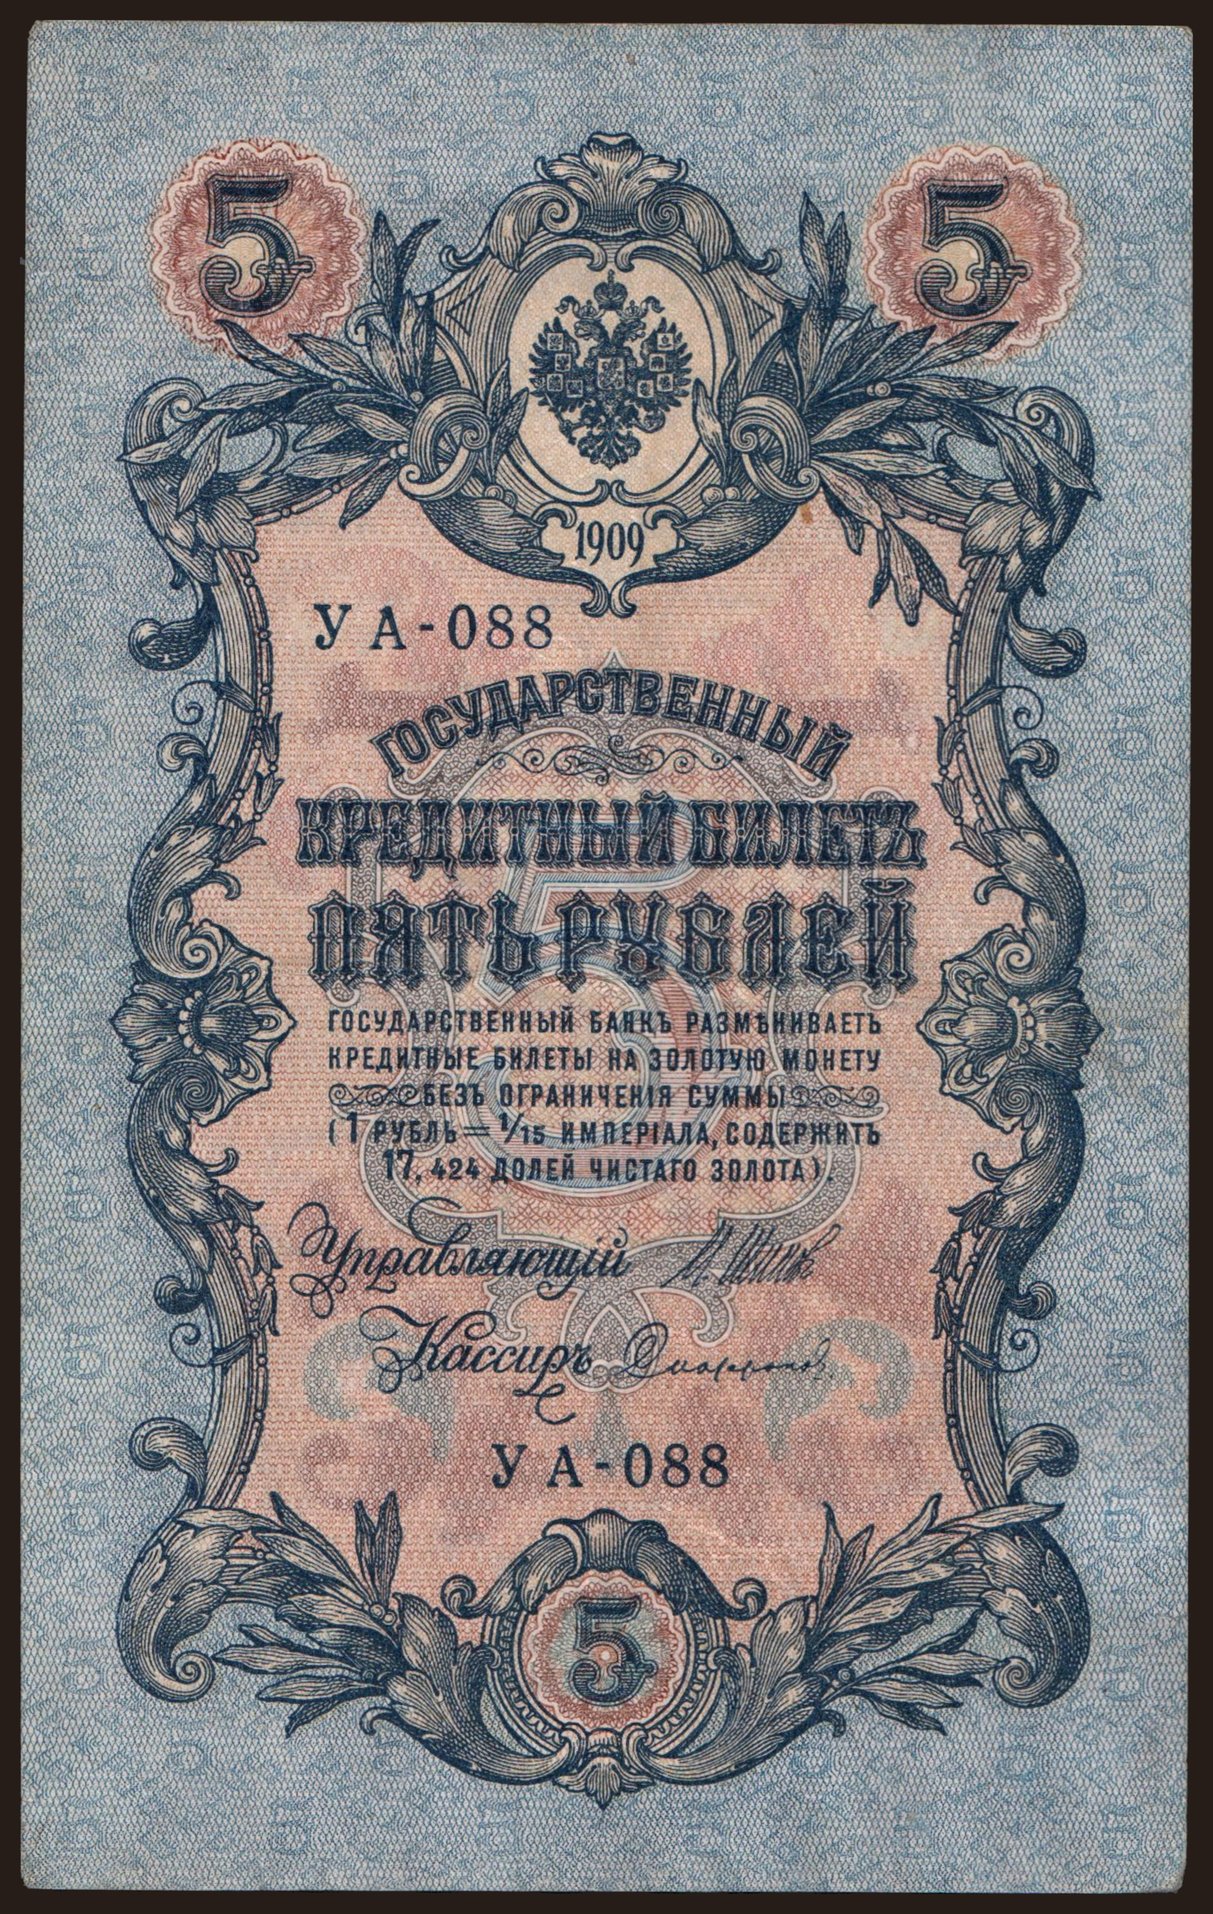 5 5
1909
УА-088
ГОСУДАРСТВЕННЫЙ
КРЕДИТНЫЙ БИЛЕТЪ
ПЯТЬ РУБЛЕЙ
ГОСУДАРСТВЕННЫЙ БАНКЪ РАЗМѢНИВАЕТЪ
КРЕДИТНЫЕ БИЛЕТЫ НА ЗОЛОТУЮ МОНЕТУ
БЕЗЪ ОГРАНИЧЕНІЯ СУММЫ
(1 РУБЛЬ = 1/15 ИМПЕРІАЛА, СОДЕРЖИТЪ
17,424 ДОЛЕЙ ЧИСТАГО ЗОЛОТА).
Управляющій
Кассиръ
УА-088
5